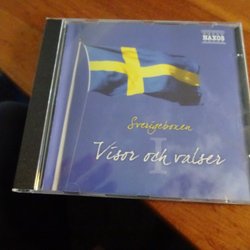 NAXOS
Sverigeboxen
I
Visor och valser